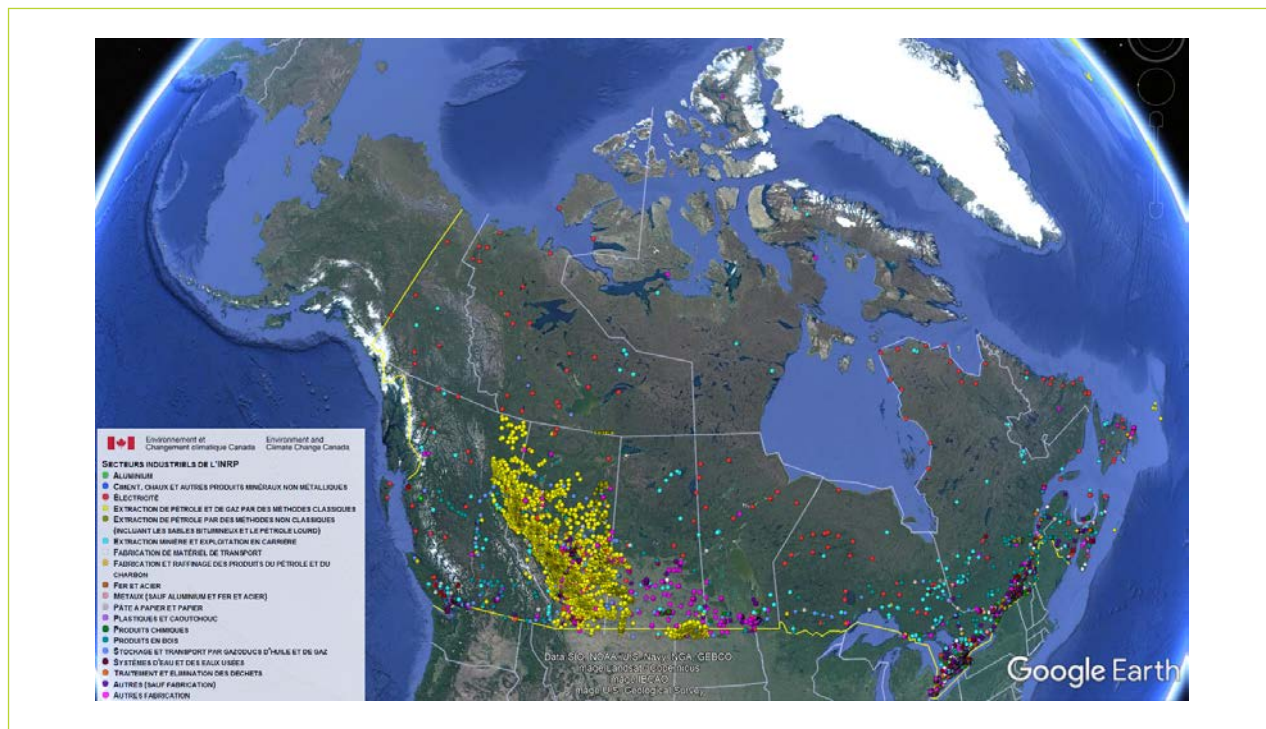 Environnement et
Changement climatique Canada
Environment and
Climate Change Canada
SECTEURS INDUSTRIELS DE L'INRP
ALUMINIUM
CIMENT, CHAUX ET AUTRES PRODUITS MINÉRAUX NON MÉTALLIQUES
ÉLECTRICITÉ
EXTRACTION DE PÉTROLE ET DE GAZ PAR DES MÉTHODES CLASSIQUES
EXTRACTION DE PÉTROLE PAR DES MÉTHODES NON CLASSIQUES
(INCLUANT LES SABLES BITUMINEUX ET LE PÉTROLE LOURD)
EXTRACTION MINIÈRE ET EXPLOITATION EN CARRIÈRE
FABRICATION DE MATÉRIEL DE TRANSPORT
FABRICATION ET RAFFINAGE DES PRODUITS DU PÉTROLE ET DU
CHARBON
FER ET ACIER
MÉTAUX (SAUF ALUMINIUM ET FER ET ACIER)
PÂTE À PAPIER ET PAPIER
PLASTIQUES ET CAOUTCHOUC
PRODUITS CHIMIQUES
PRODUITS EN BOIS
STOCKAGE ET TRANSPORT PAR GAZODUCS D'HUILE ET DE GAZ
SYSTÈMES D'EAU ET DES EAUX USÉES
TRAITEMENT ET ÉLIMINATION DES DÉCHETS
AUTRES (SAUF FABRICATION)
AUTRES FABRICATION
Data SIO, NOAA, U.S. Navy, NGA, GEBCO
Image Landsat / Copernicus
Image IBCAO
Image U.S. Geological Survey
Google Earth